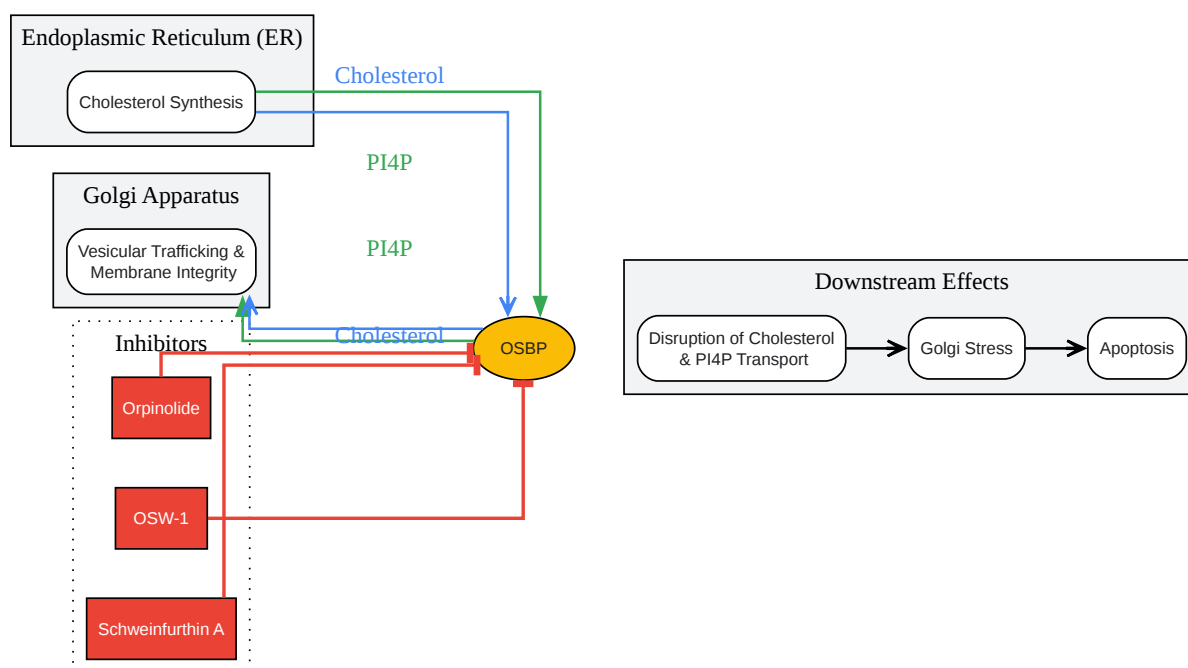 Endoplasmic Reticulum (ER)
Cholesterol Synthesis
Cholesterol
PI4P
Golgi Apparatus
Vesicular Trafficking &
Membrane Integrity
PI4P
Cholesterol
OSBP
Inhibitors
Orpinolide
OSW-1
Schweinfurthin A
Downstream Effects
Disruption of Cholesterol
& PI4P Transport
Golgi Stress
Apoptosis